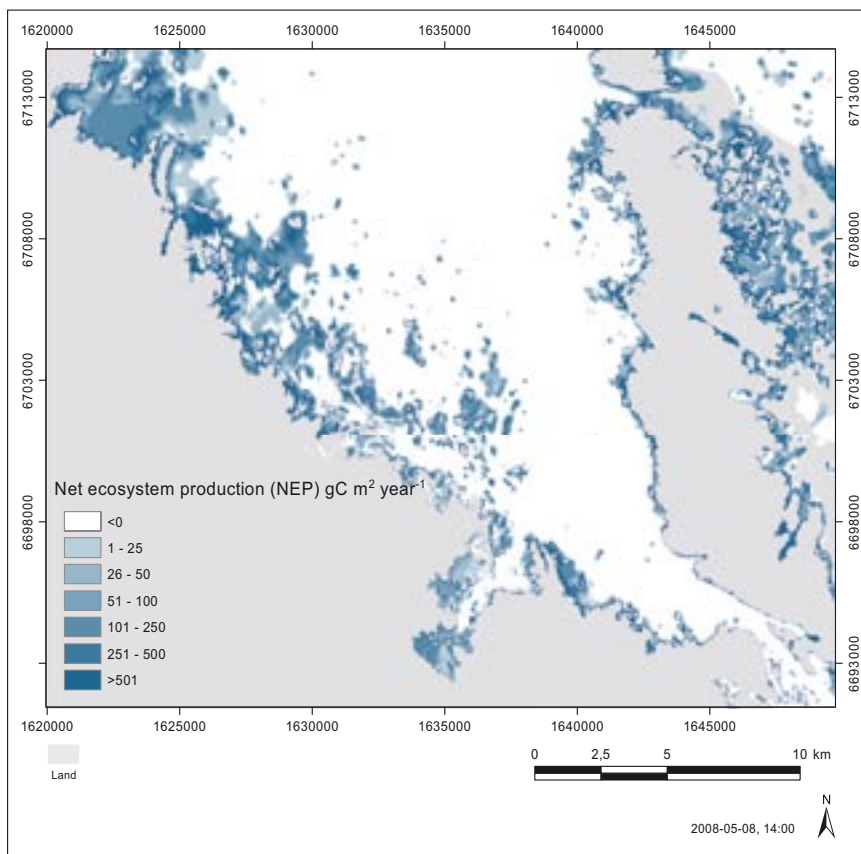 1620000 1625000 1630000 1635000 1640000 1645000
6713000 6713000
6708000 6708000
6703000 6703000
Net ecosystem production (NEP) gC m² year⁻¹
6698000 6698000
<0
1 - 25
26 - 50
51 - 100
101 - 250
251 - 500
>501
6693000
1620000 1625000 1630000 1635000 1640000 1645000
Land
0 2,5 5 10 km
N
2008-05-08, 14:00